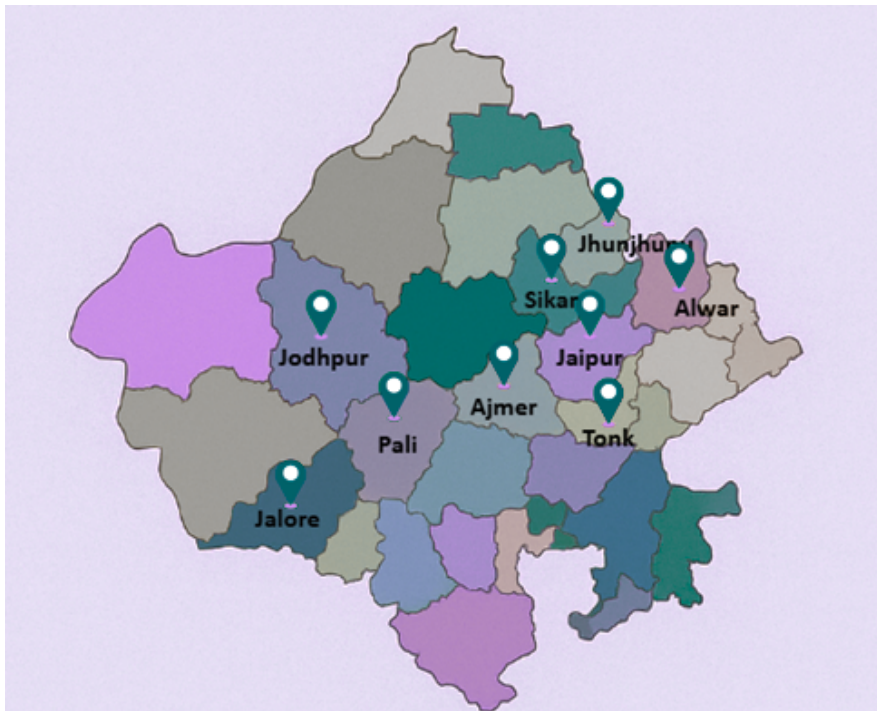 Jhunjhunu
Sikar
Alwar
Jodhpur
Jaipur
Ajmer
Tonk
Pali
Jalore